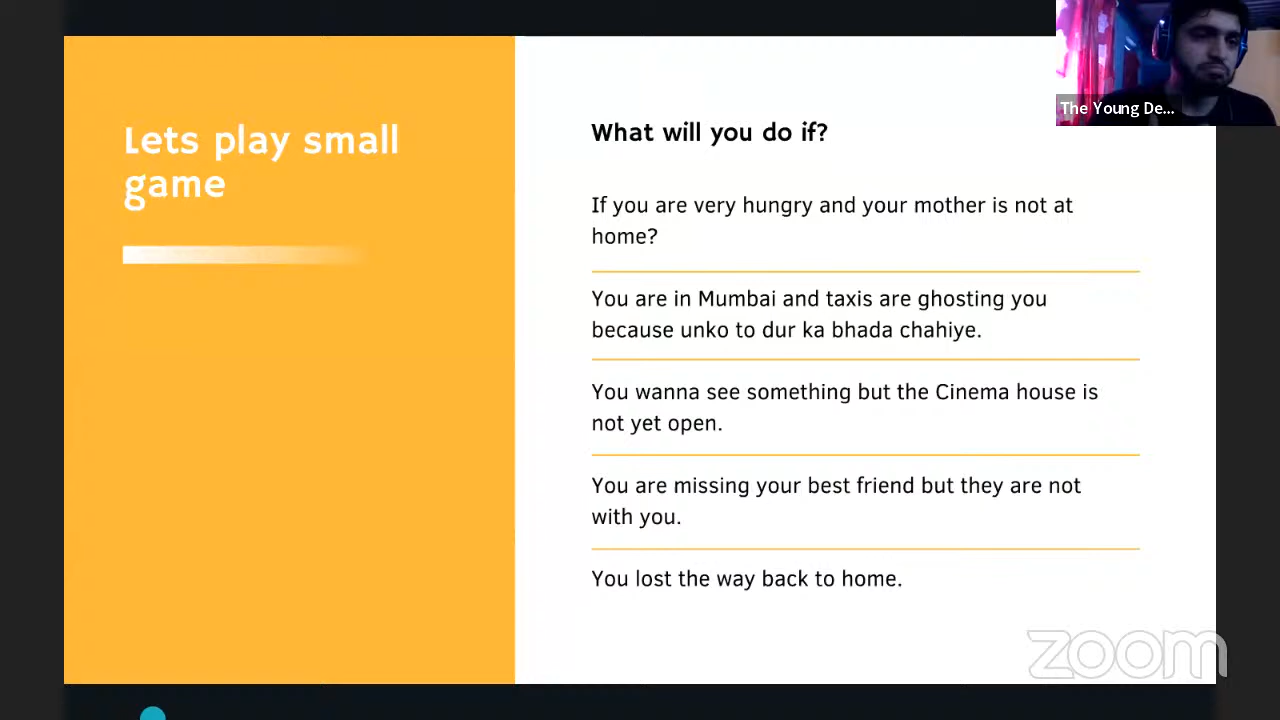 Lets play small
game
What will you do if?
If you are very hungry and your mother is not at
home?
You are in Mumbai and taxis are ghosting you
because unko to dur ka bhada chahiye.
You wanna see something but the Cinema house is
not yet open.
You are missing your best friend but they are not
with you.
You lost the way back to home.
The Young De...
zoom